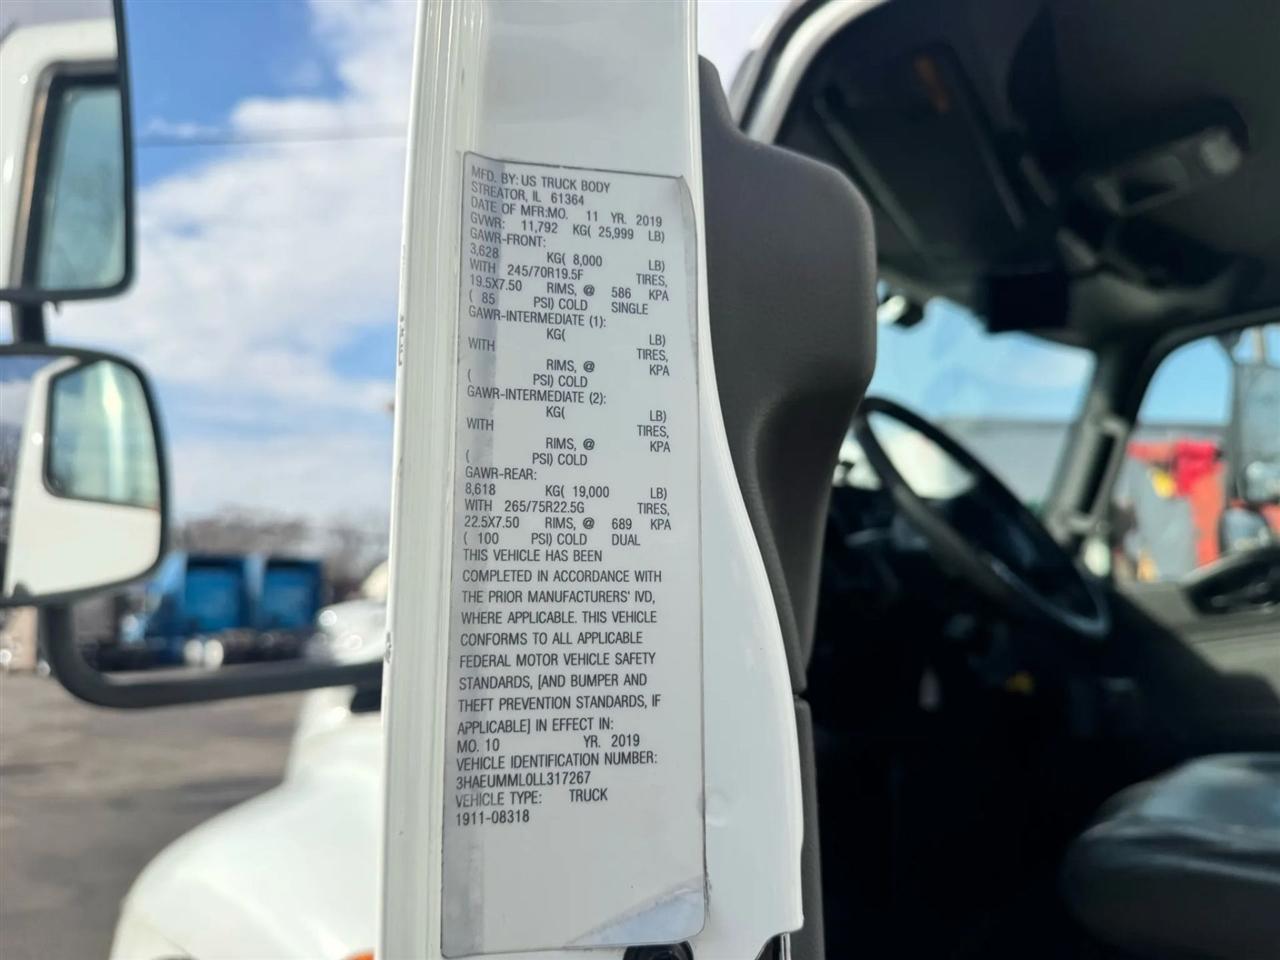 MFD. BY: US TRUCK BODY
STREATOR, IL 61364
DATE OF MFR:MO. 11 YR. 2019
GVWR: 11,792 KG( 25,999 LB)
GAWR-FRONT:
3,628 KG( 8,000 LB)
WITH 245/70R19.5F TIRES,
19.5X7.50 RIMS, @ 586 KPA
( 85 PSI) COLD SINGLE
GAWR-INTERMEDIATE (1):
KG( LB)
WITH TIRES,
RIMS, @ KPA
( PSI) COLD
GAWR-INTERMEDIATE (2):
KG( LB)
WITH TIRES,
RIMS, @ KPA
( PSI) COLD
GAWR-REAR:
8,618 KG( 19,000 LB)
WITH 265/75R22.5G TIRES,
22.5X7.50 RIMS, @ 689 KPA
( 100 PSI) COLD DUAL
THIS VEHICLE HAS BEEN
COMPLETED IN ACCORDANCE WITH
THE PRIOR MANUFACTURERS' IVD,
WHERE APPLICABLE. THIS VEHICLE
CONFORMS TO ALL APPLICABLE
FEDERAL MOTOR VEHICLE SAFETY
STANDARDS, [AND BUMPER AND
THEFT PREVENTION STANDARDS, IF
APPLICABLE] IN EFFECT IN:
MO. 10 YR. 2019
VEHICLE IDENTIFICATION NUMBER:
3HAEUMML0LL317267
VEHICLE TYPE: TRUCK
1911-08318